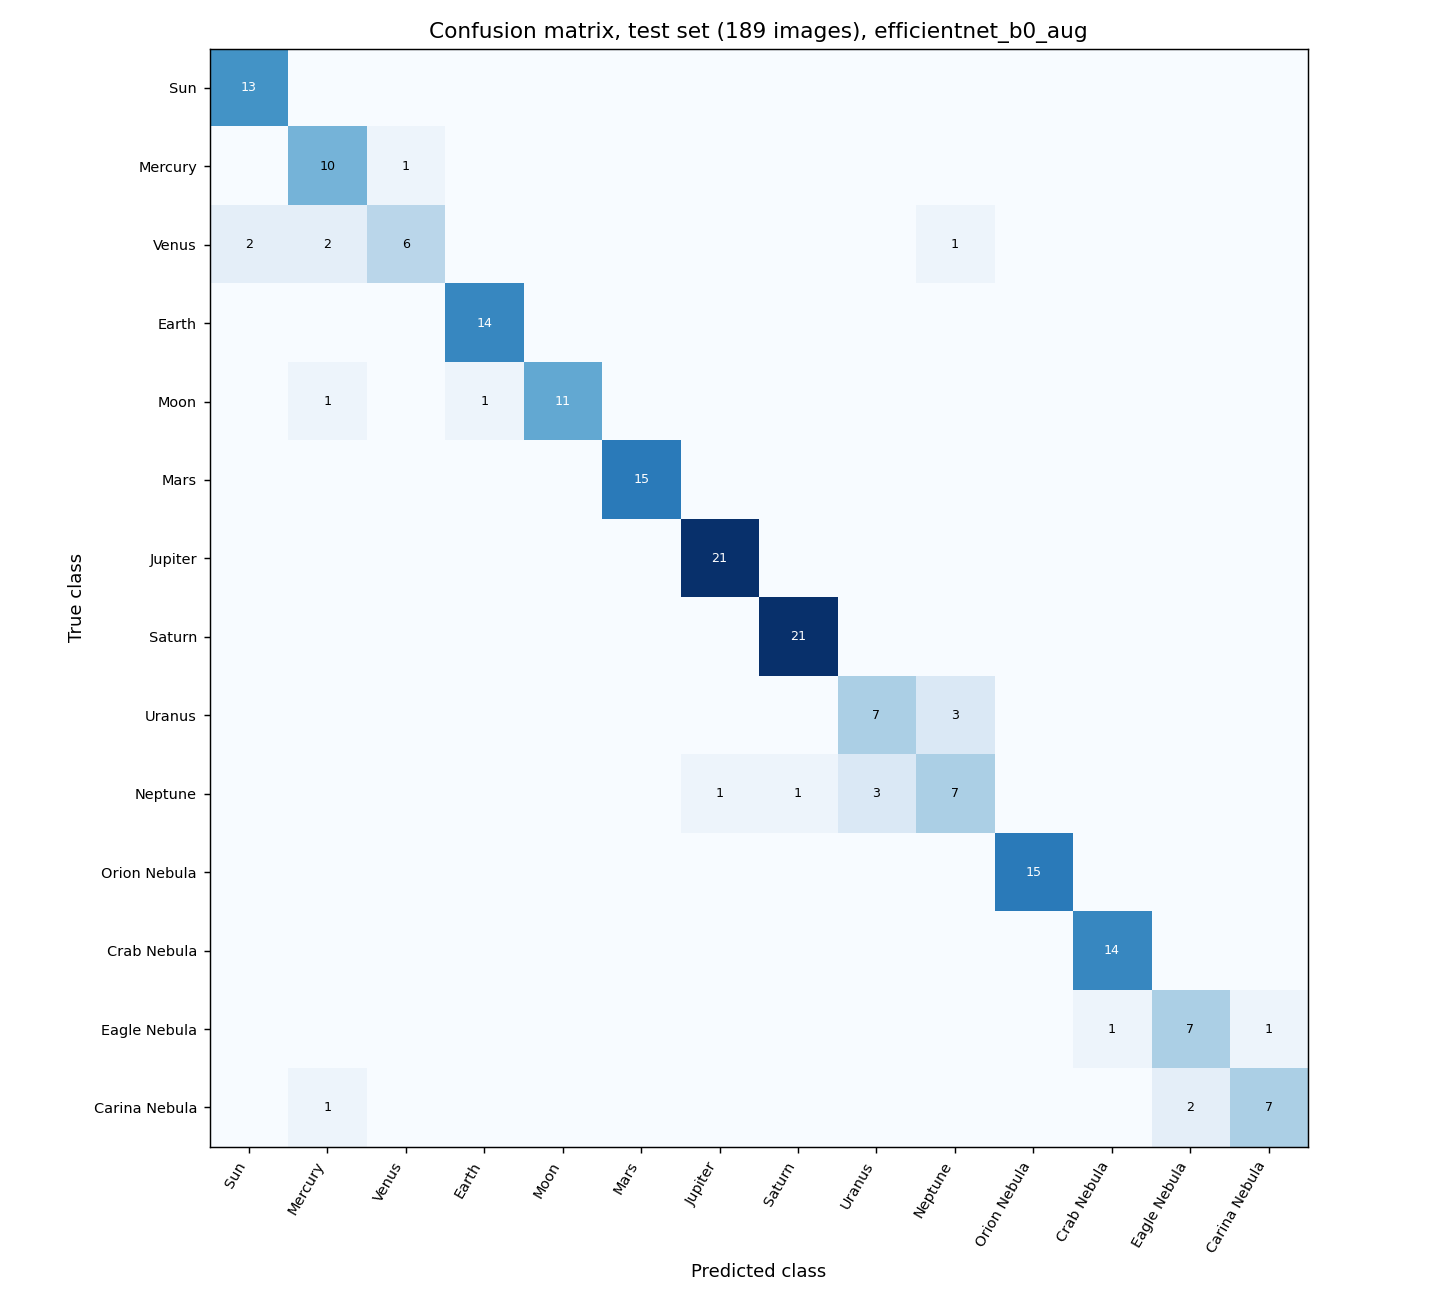 Confusion matrix, test set (189 images), efficientnet_b0_aug
True class
Sun 13
Mercury 10 1
Venus 2 2 6 1
Earth 14
Moon 1 1 11
Mars 15
Jupiter 21
Saturn 21
Uranus 7 3
Neptune 1 1 3 7
Orion Nebula 15
Crab Nebula 14
Eagle Nebula 1 7 1
Carina Nebula 1 2 7
Sun Mercury Venus Earth Moon Mars Jupiter Saturn Uranus Neptune Orion Nebula Crab Nebula Eagle Nebula Carina Nebula
Predicted class